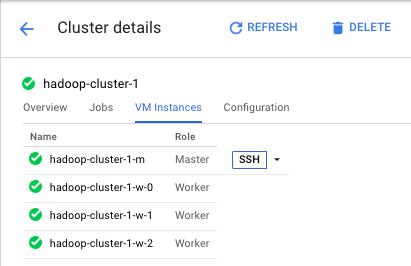 Cluster details REFRESH DELETE
hadoop-cluster-1
Overview Jobs VM Instances Configuration
Name Role
hadoop-cluster-1-m Master SSH
hadoop-cluster-1-w-0 Worker
hadoop-cluster-1-w-1 Worker
hadoop-cluster-1-w-2 Worker